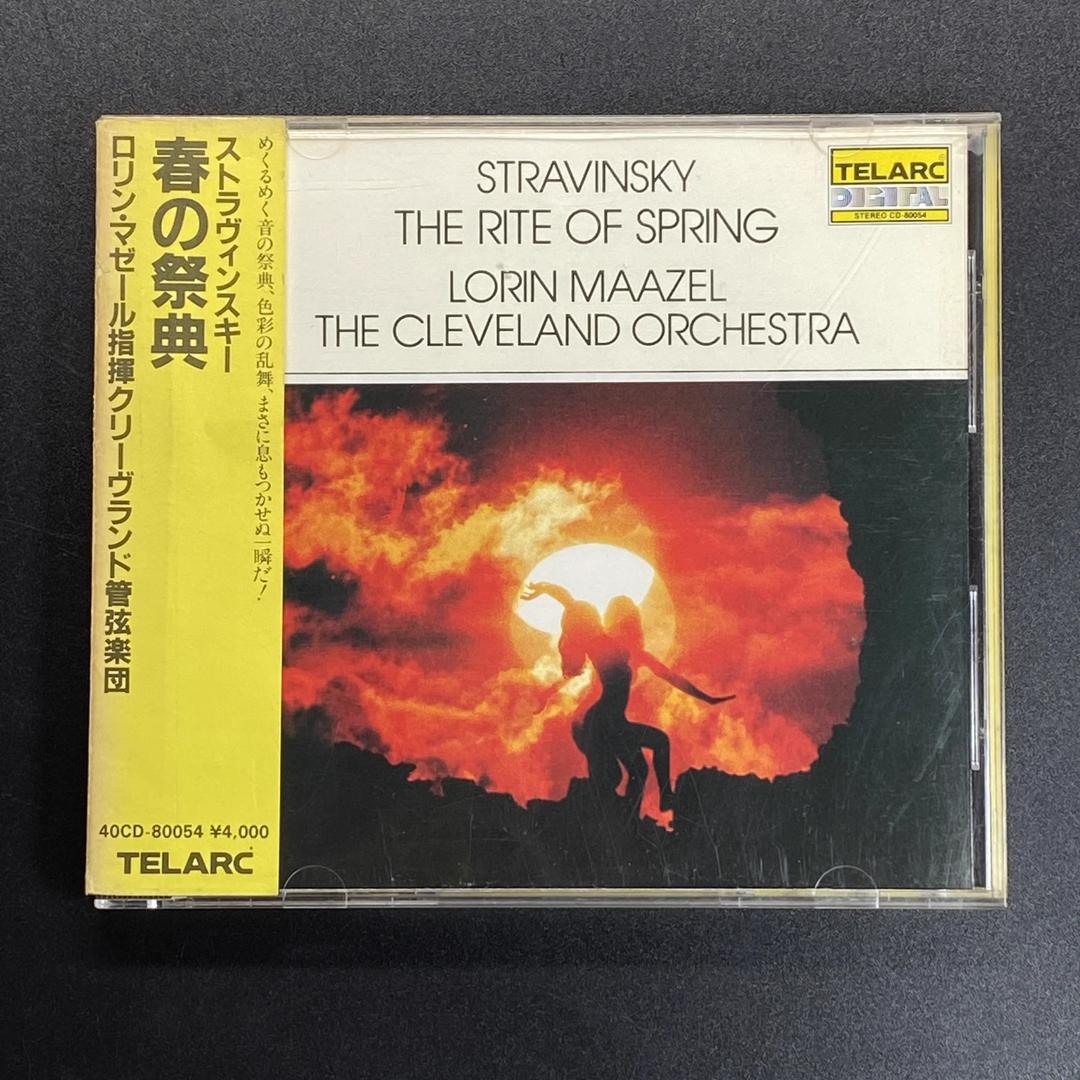 めくるめく音の祭典、色彩の乱舞、まさに息もつかせぬ一瞬だ！
ストラヴィンスキー
春の祭典
ロリン・マゼール指揮クリーヴランド管弦楽団
40CD-80054 ¥4,000
TELARC
STRAVINSKY
THE RITE OF SPRING
LORIN MAAZEL
THE CLEVELAND ORCHESTRA
TELARC
DIGITAL
STEREO CD-80054